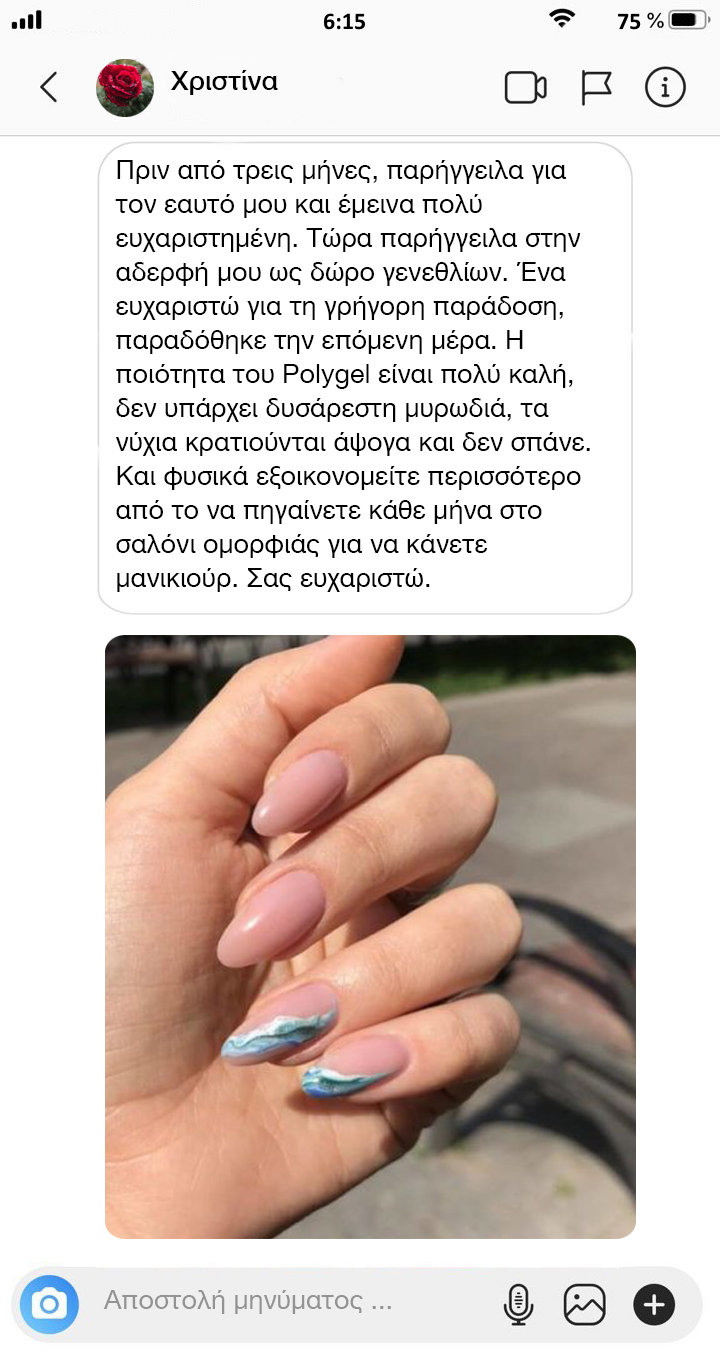 6:15
75 %
Χριστίνα
Πριν από τρεις μήνες, παρήγγειλα για
τον εαυτό μου και έμεινα πολύ
ευχαριστημένη. Τώρα παρήγγειλα στην
αδερφή μου ως δώρο γενεθλίων. Ένα
ευχαριστώ για τη γρήγορη παράδοση,
παραδόθηκε την επόμενη μέρα. Η
ποιότητα του Polygel είναι πολύ καλή,
δεν υπάρχει δυσάρεστη μυρωδιά, τα
νύχια κρατιούνται άψογα και δεν σπάνε.
Και φυσικά εξοικονομείτε περισσότερο
από το να πηγαίνετε κάθε μήνα στο
σαλόνι ομορφιάς για να κάνετε
μανικιούρ. Σας ευχαριστώ.
Αποστολή μηνύματος ...